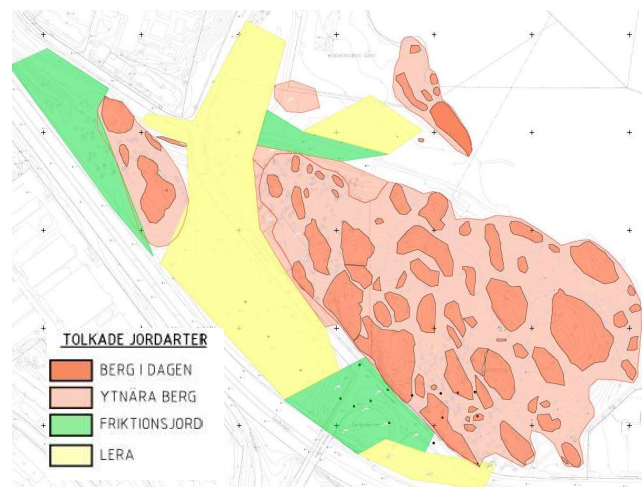 TOLKADE JORDARTER
BERG I DAGEN
YTNÄRA BERG
FRIKTIONSJORD
LERA